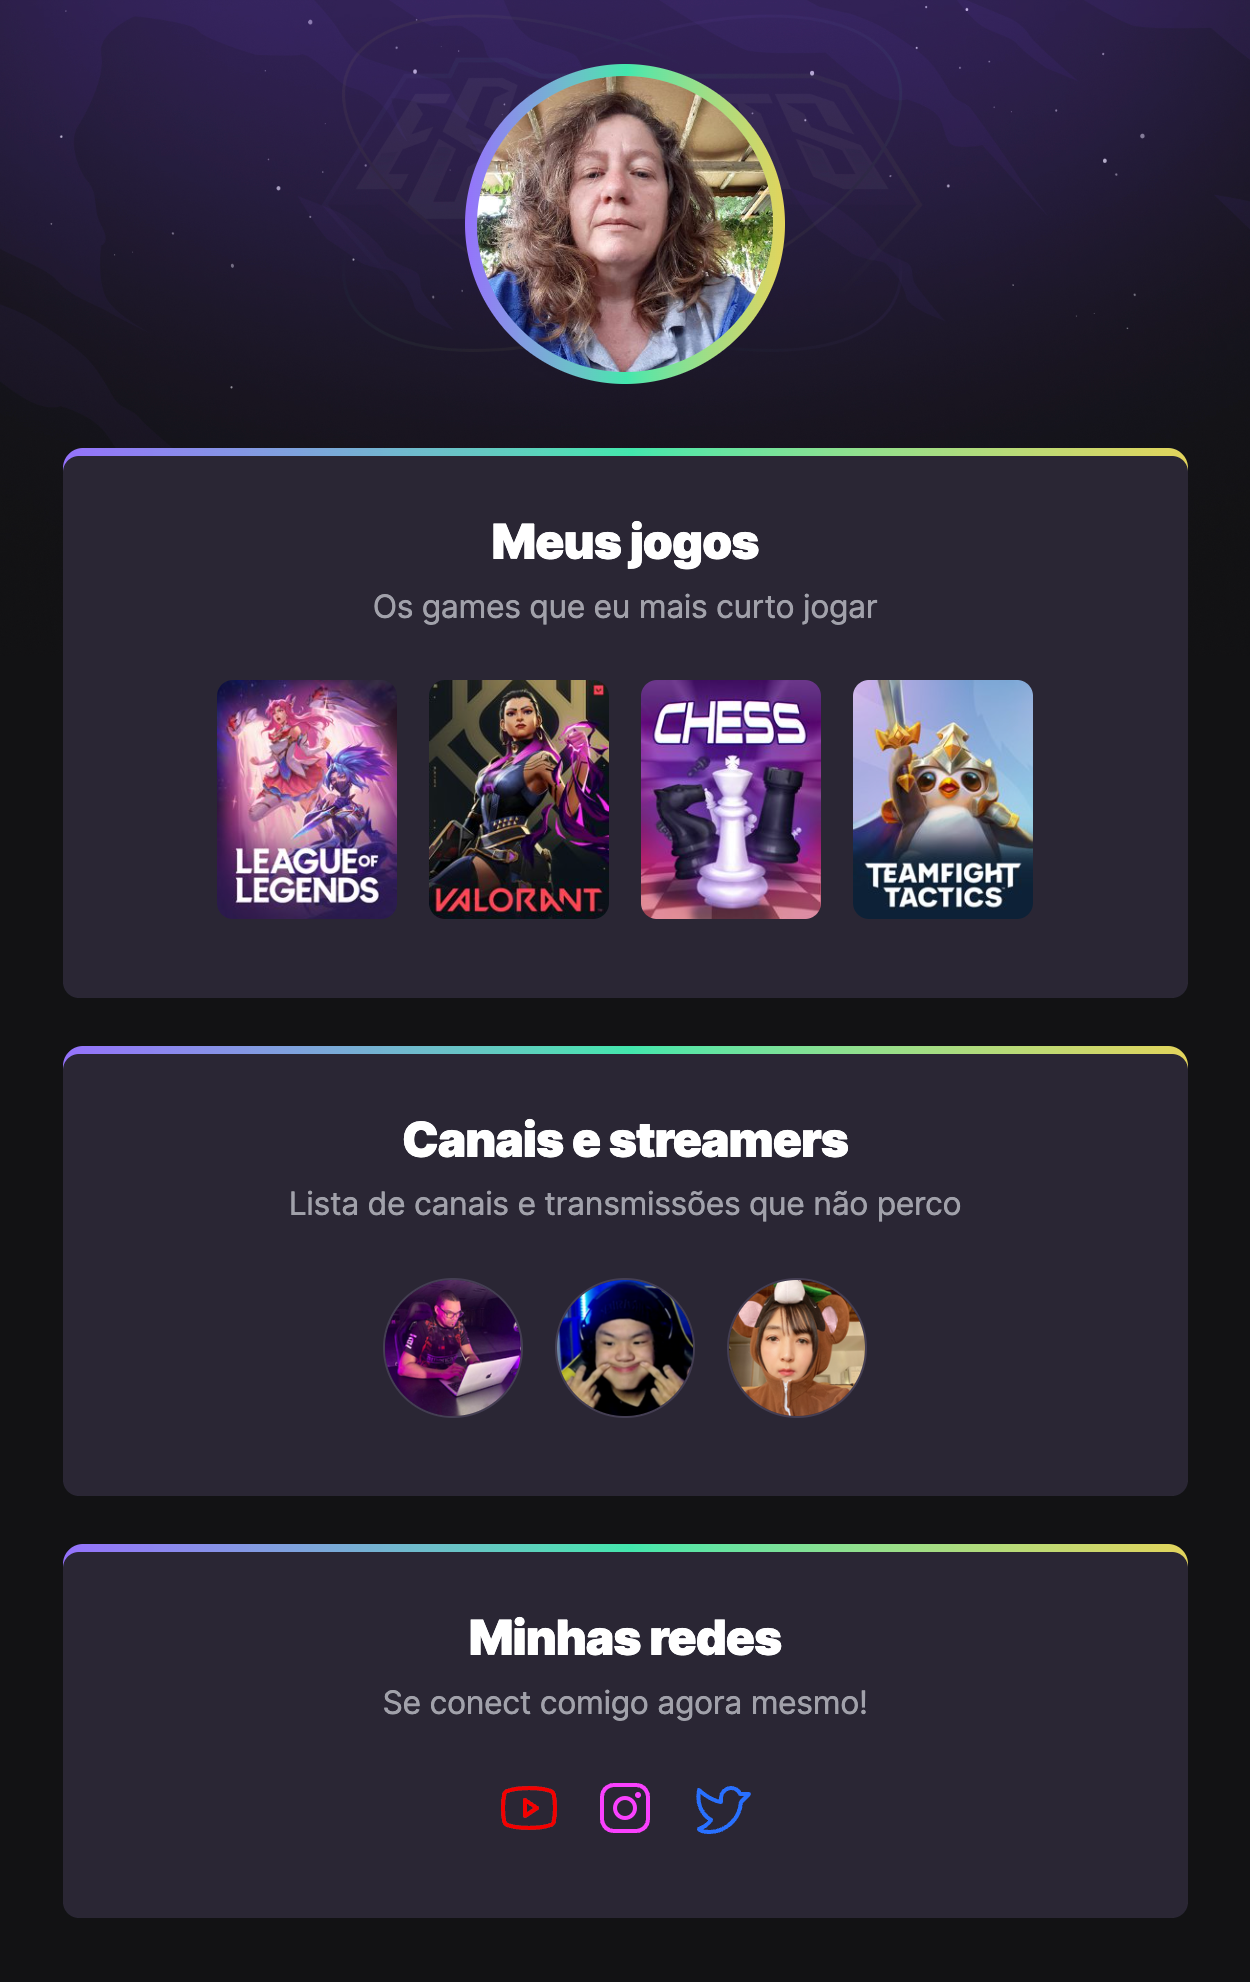 ESPORTS
Meus jogos
Os games que eu mais curto jogar
LEAGUE OF
LEGENDS
VALORANT
CHESS
TEAMFIGHT
TACTICS
Canais e streamers
Lista de canais e transmissões que não perco
Minhas redes
Se conect comigo agora mesmo!